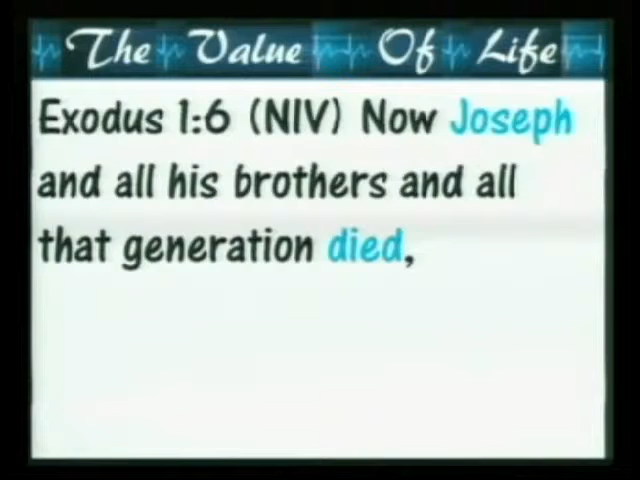 The Value Of Life
Exodus 1:6 (NIV) Now Joseph
and all his brothers and all
that generation died,